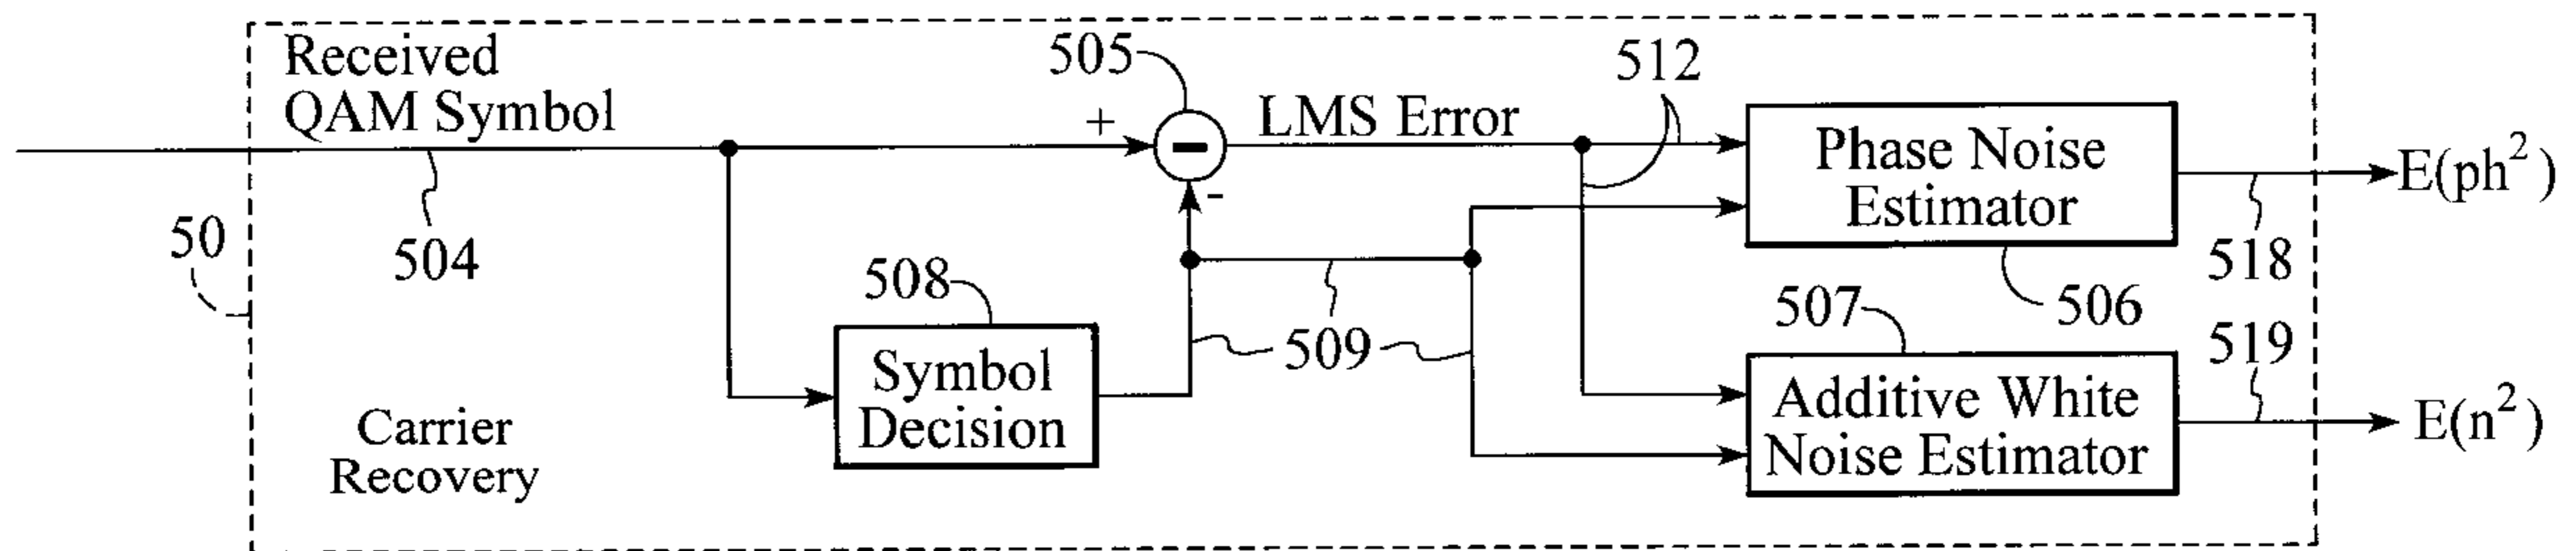 Received
QAM Symbol
505
LMS Error
512
+
-
Phase Noise
Estimator
E(ph²)
50
504
508
509
518
506
507
519
Symbol
Decision
Additive White
Noise Estimator
E(n²)
Carrier
Recovery